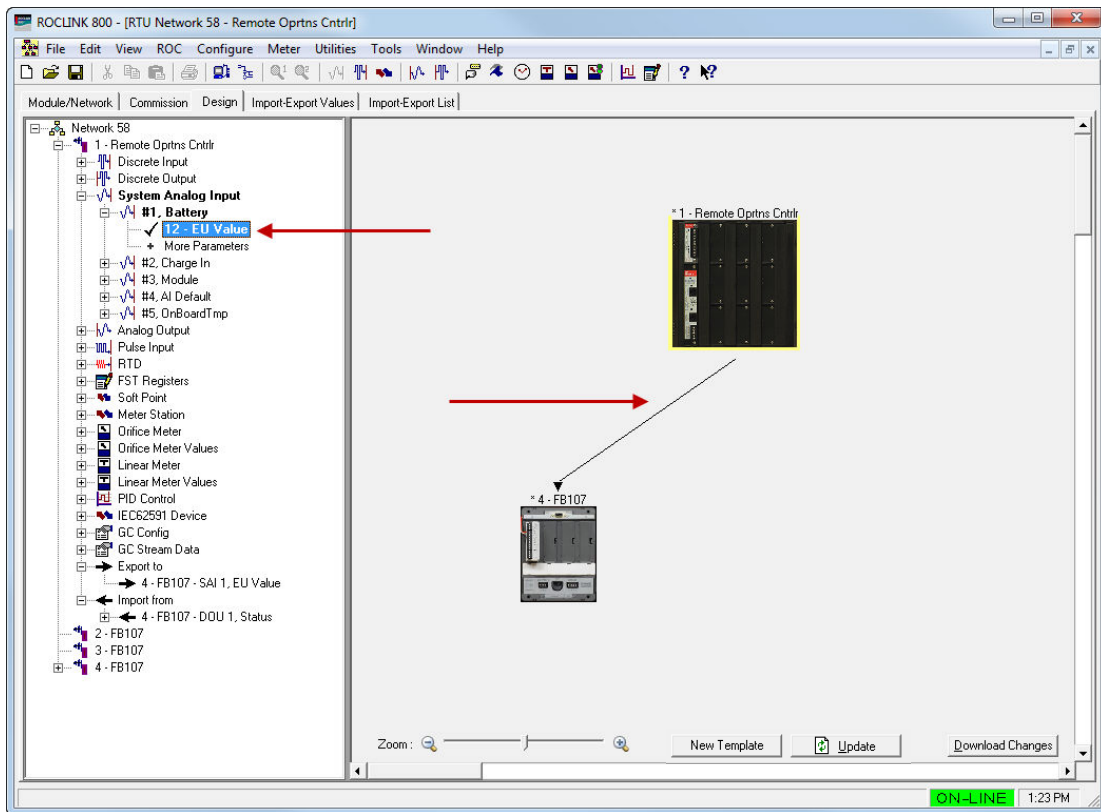 ROCLINK 800 - [RTU Network 58 - Remote Oprtns Cntrlr]
File Edit View ROC Configure Meter Utilities Tools Window Help
Module/Network Commission Design Import-Export Values Import-Export List
Network 58
1 - Remote Oprtns Cntrlr
Discrete Input
Discrete Output
System Analog Input
#1, Battery
12 - EU Value
More Parameters
#2, Charge In
#3, Module
#4, AI Default
#5, OnBoardTmp
Analog Output
Pulse Input
RTD
FST Registers
Soft Point
Meter Station
Orifice Meter
Orifice Meter Values
Linear Meter
Linear Meter Values
PID Control
IEC62591 Device
GC Config
GC Stream Data
Export to
4 - FB107 - SAI 1, EU Value
Import from
4 - FB107 - DOU 1, Status
2 - FB107
3 - FB107
4 - FB107
* 1 - Remote Oprtns Cntrlr
* 4 - FB107
Zoom :
New Template Update Download Changes
ON-LINE 1:23 PM